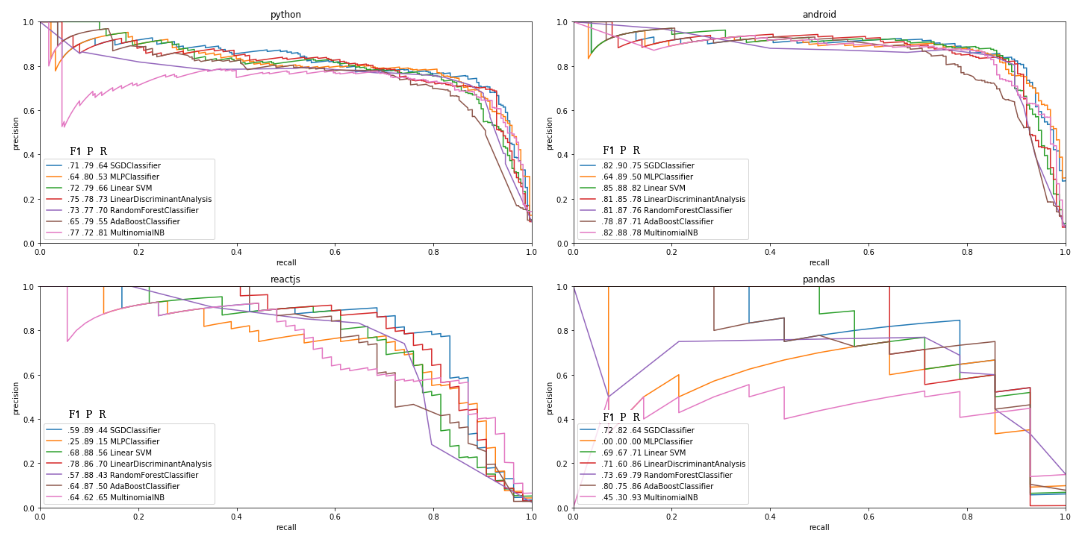 python
1.0
0.8
0.6
0.4
0.2
0.0
precision
F1 P R
.71 .79 .64 SGDClassifier
.64 .80 .53 MLPClassifier
.72 .79 .66 Linear SVM
.75 .78 .73 LinearDiscriminantAnalysis
.73 .77 .70 RandomForestClassifier
.65 .79 .55 AdaBoostClassifier
.77 .72 .81 MultinomialNB
0.0 0.2 0.4 0.6 0.8 1.0
recall
android
1.0
0.8
0.6
0.4
0.2
0.0
precision
F1 P R
.82 .90 .75 SGDClassifier
.64 .89 .50 MLPClassifier
.85 .88 .82 Linear SVM
.81 .85 .78 LinearDiscriminantAnalysis
.81 .87 .76 RandomForestClassifier
.78 .87 .71 AdaBoostClassifier
.82 .88 .78 MultinomialNB
0.0 0.2 0.4 0.6 0.8 1.0
recall
reactjs
1.0
0.8
0.6
0.4
0.2
0.0
precision
F1 P R
.59 .89 .44 SGDClassifier
.25 .89 .15 MLPClassifier
.68 .88 .56 Linear SVM
.78 .86 .70 LinearDiscriminantAnalysis
.57 .88 .43 RandomForestClassifier
.64 .87 .50 AdaBoostClassifier
.64 .62 .65 MultinomialNB
0.0 0.2 0.4 0.6 0.8 1.0
recall
pandas
1.0
0.8
0.6
0.4
0.2
0.0
precision
F1 P R
.72 .82 .64 SGDClassifier
.00 .00 .00 MLPClassifier
.69 .67 .71 Linear SVM
.71 .60 .86 LinearDiscriminantAnalysis
.73 .69 .79 RandomForestClassifier
.80 .75 .86 AdaBoostClassifier
.45 .30 .93 MultinomialNB
0.0 0.2 0.4 0.6 0.8 1.0
recall